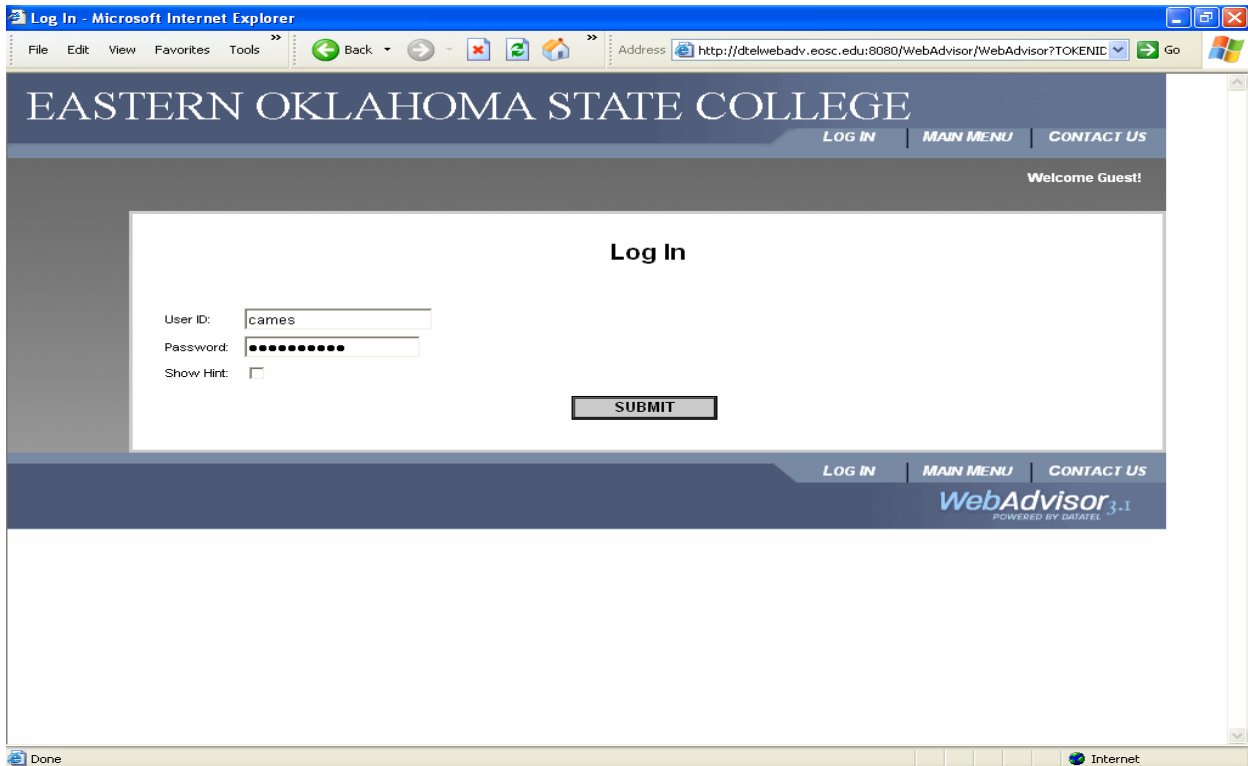 Log In - Microsoft Internet Explorer
File Edit View Favorites Tools » Back » Address http://dtelwebadv.eosc.edu:8080/WebAdvisor/WebAdvisor?TOKENID Go
EASTERN OKLAHOMA STATE COLLEGE
LOG IN MAIN MENU CONTACT US
Welcome Guest!
Log In
User ID: cames
Password: ●●●●●●●●●●
Show Hint:
SUBMIT
LOG IN MAIN MENU CONTACT US
WebAdvisor 3.1
POWERED BY DATATEL
Done Internet